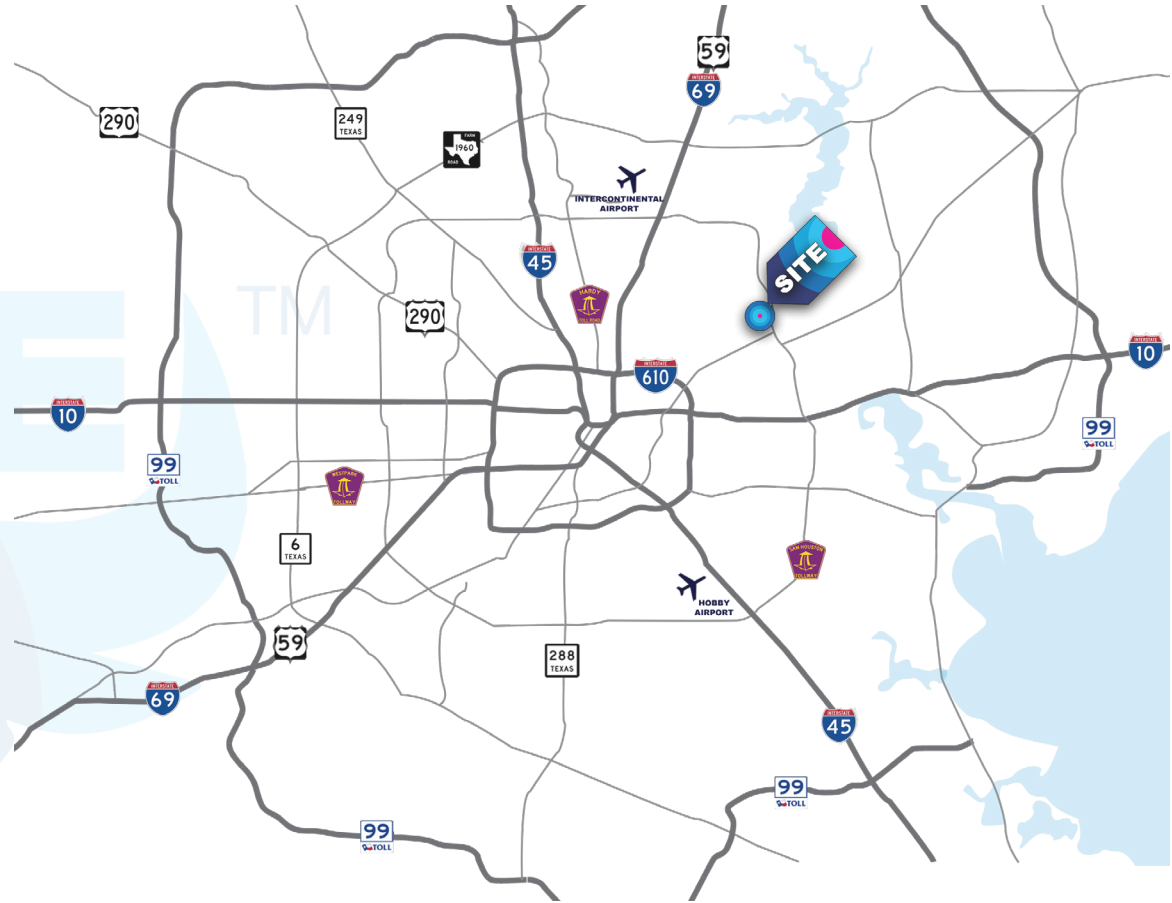 59
INTERSTATE
69
290
249
TEXAS
FARM
1960
ROAD
INTERCONTINENTAL
AIRPORT
INTERSTATE
45
SITE
HARDY
TOLL ROAD
TM
290
INTERSTATE
10
INTERSTATE
610
INTERSTATE
10
99
TOLL
99
TOLL
WESTPARK
TOLLWAY
6
TEXAS
SAM HOUSTON
TOLLWAY
HOBBY
AIRPORT
59
288
TEXAS
INTERSTATE
69
INTERSTATE
45
99
TOLL
99
TOLL
E